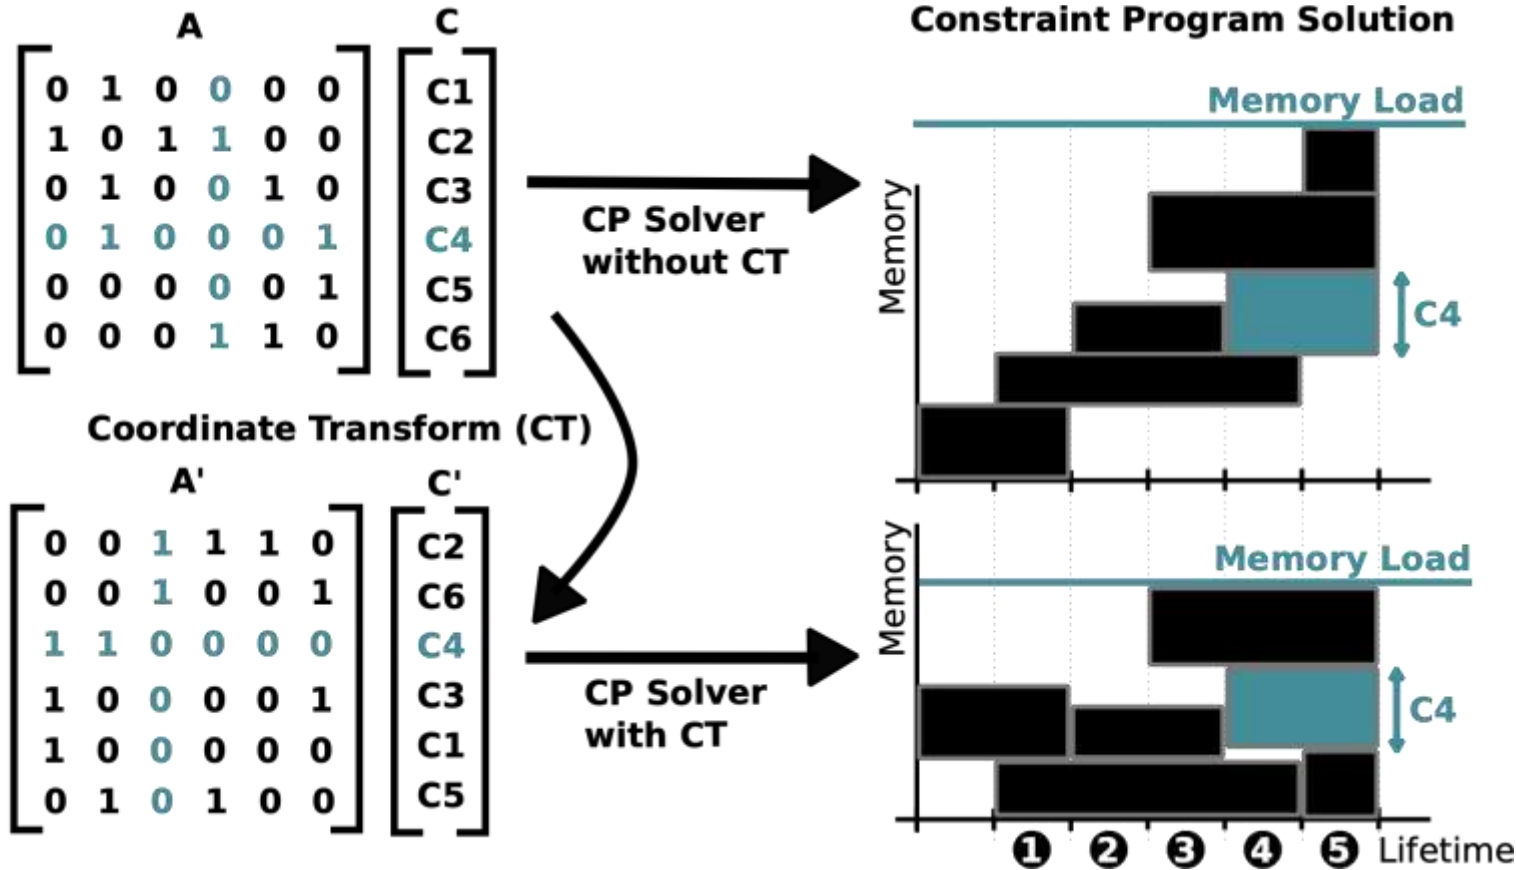 A C
0 1 0 0 0 0 C1
1 0 1 1 0 0 C2
0 1 0 0 1 0 C3
0 1 0 0 0 1 C4
0 0 0 0 0 1 C5
0 0 0 1 1 0 C6
CP Solver
without CT
Coordinate Transform (CT)
A' C'
0 0 1 1 1 0 C2
0 0 1 0 0 1 C6
1 1 0 0 0 0 C4
1 0 0 0 0 1 C3
1 0 0 0 0 0 C1
0 1 0 1 0 0 C5
CP Solver
with CT
Constraint Program Solution
Memory Load
Memory
C4
Memory Load
Memory
C4
1 2 3 4 5 Lifetime